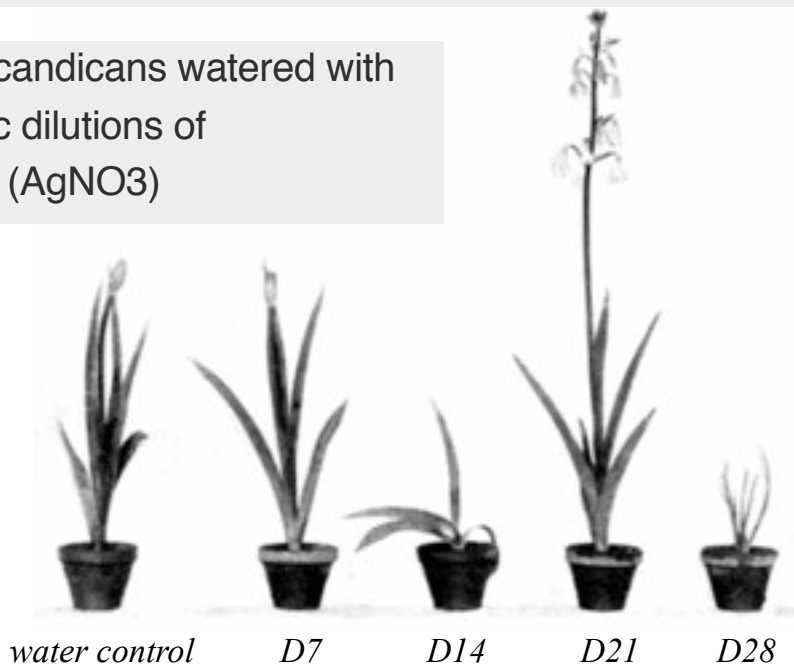 candicans watered with
c dilutions of
(AgNO3)
water control D7 D14 D21 D28